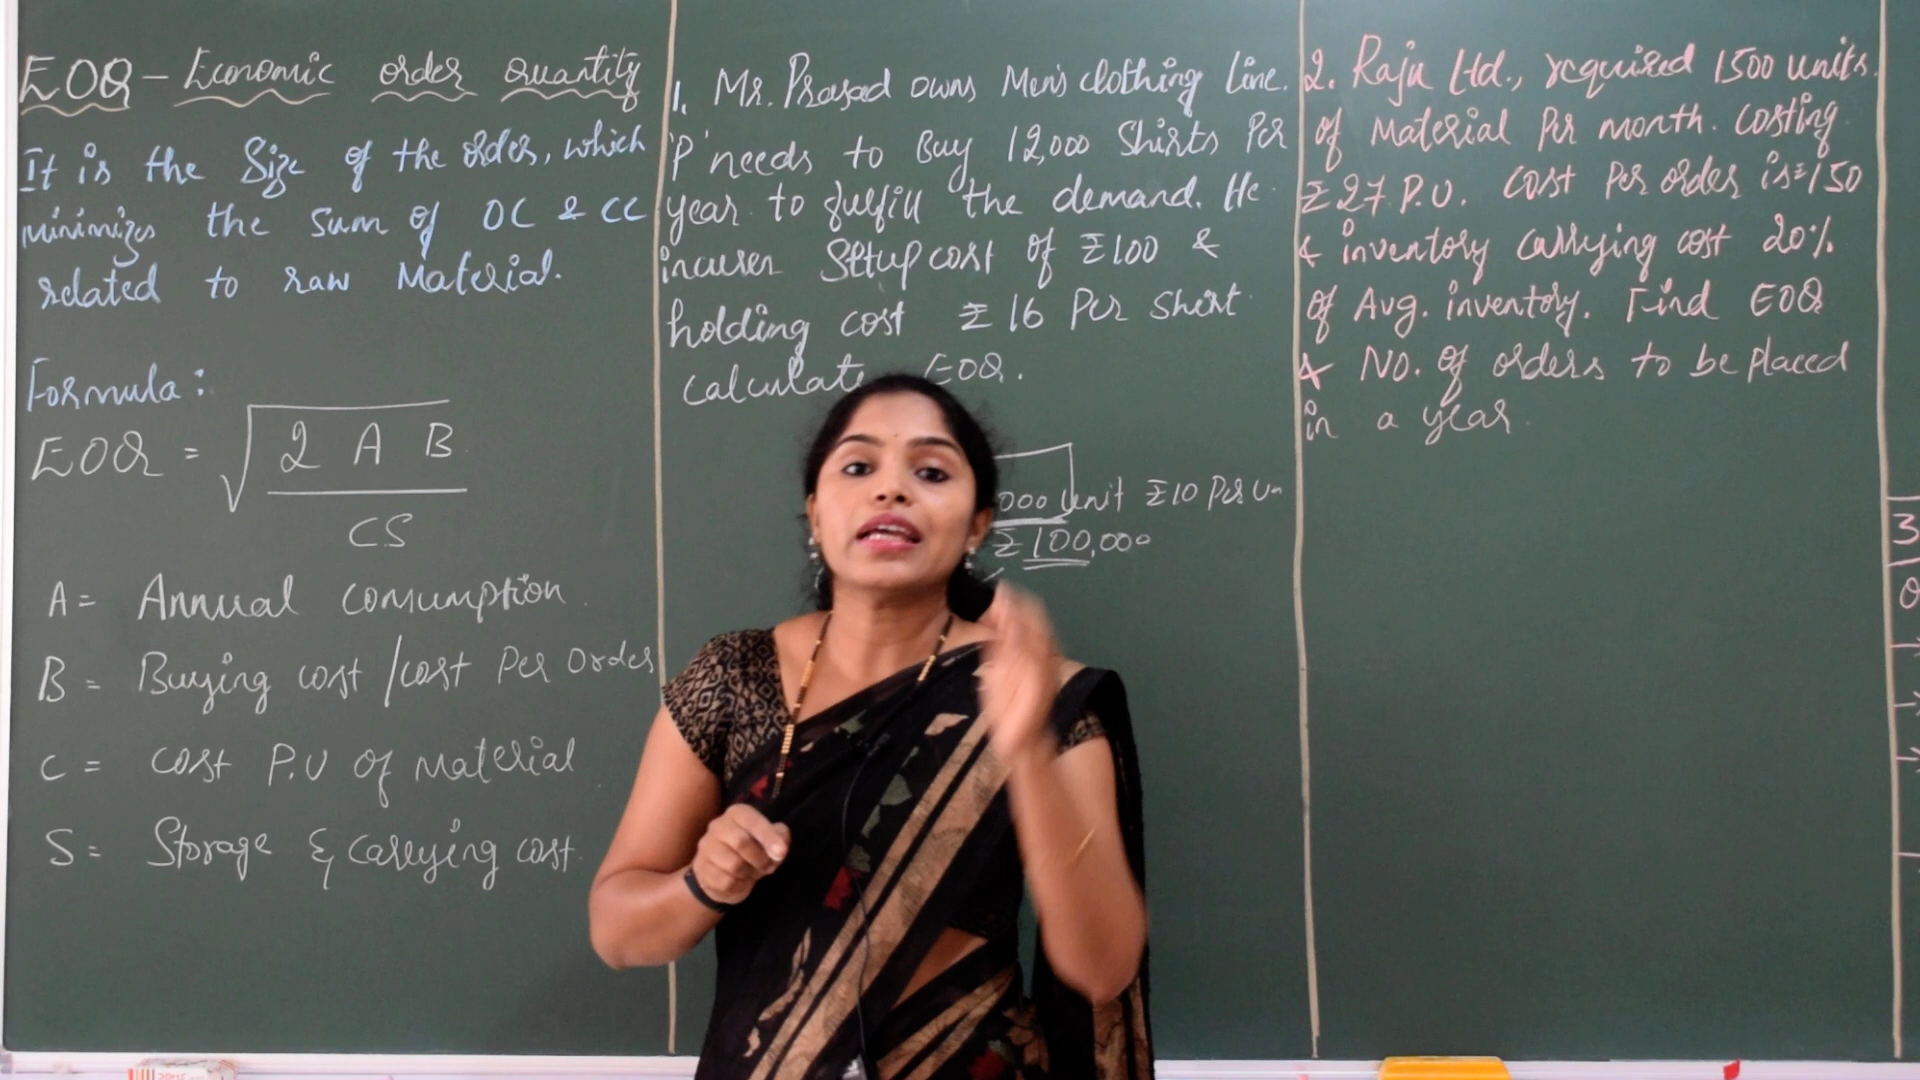 EOQ - Economic order quantity
It is the Size of the order, which
minimizes the sum of OC & CC
related to raw Material.
Formula:
EOQ = √ 2 A B
CS
A = Annual consumption.
B = Buying cost / cost Per order
C = cost P.U of Material
S = Storage & carrying cost.
1. Mr. Prasad owns Men's clothing Line.
'P' needs to Buy 12,000 Shirts Per
year to fulfill the demand. He
incurer Setup cost of ₹100 &
holding cost ₹16 Per Shirt
calculate EOQ.
000 unit ₹10 Per Un
₹100,000
2. Raju Ltd., required 1500 units.
of Material Per month. costing
₹27 P.U. cost Per order is ₹150
& inventory carrying cost 20%
of Avg. inventory. Find EOQ
& No. of orders to be placed
in a year.
3
0